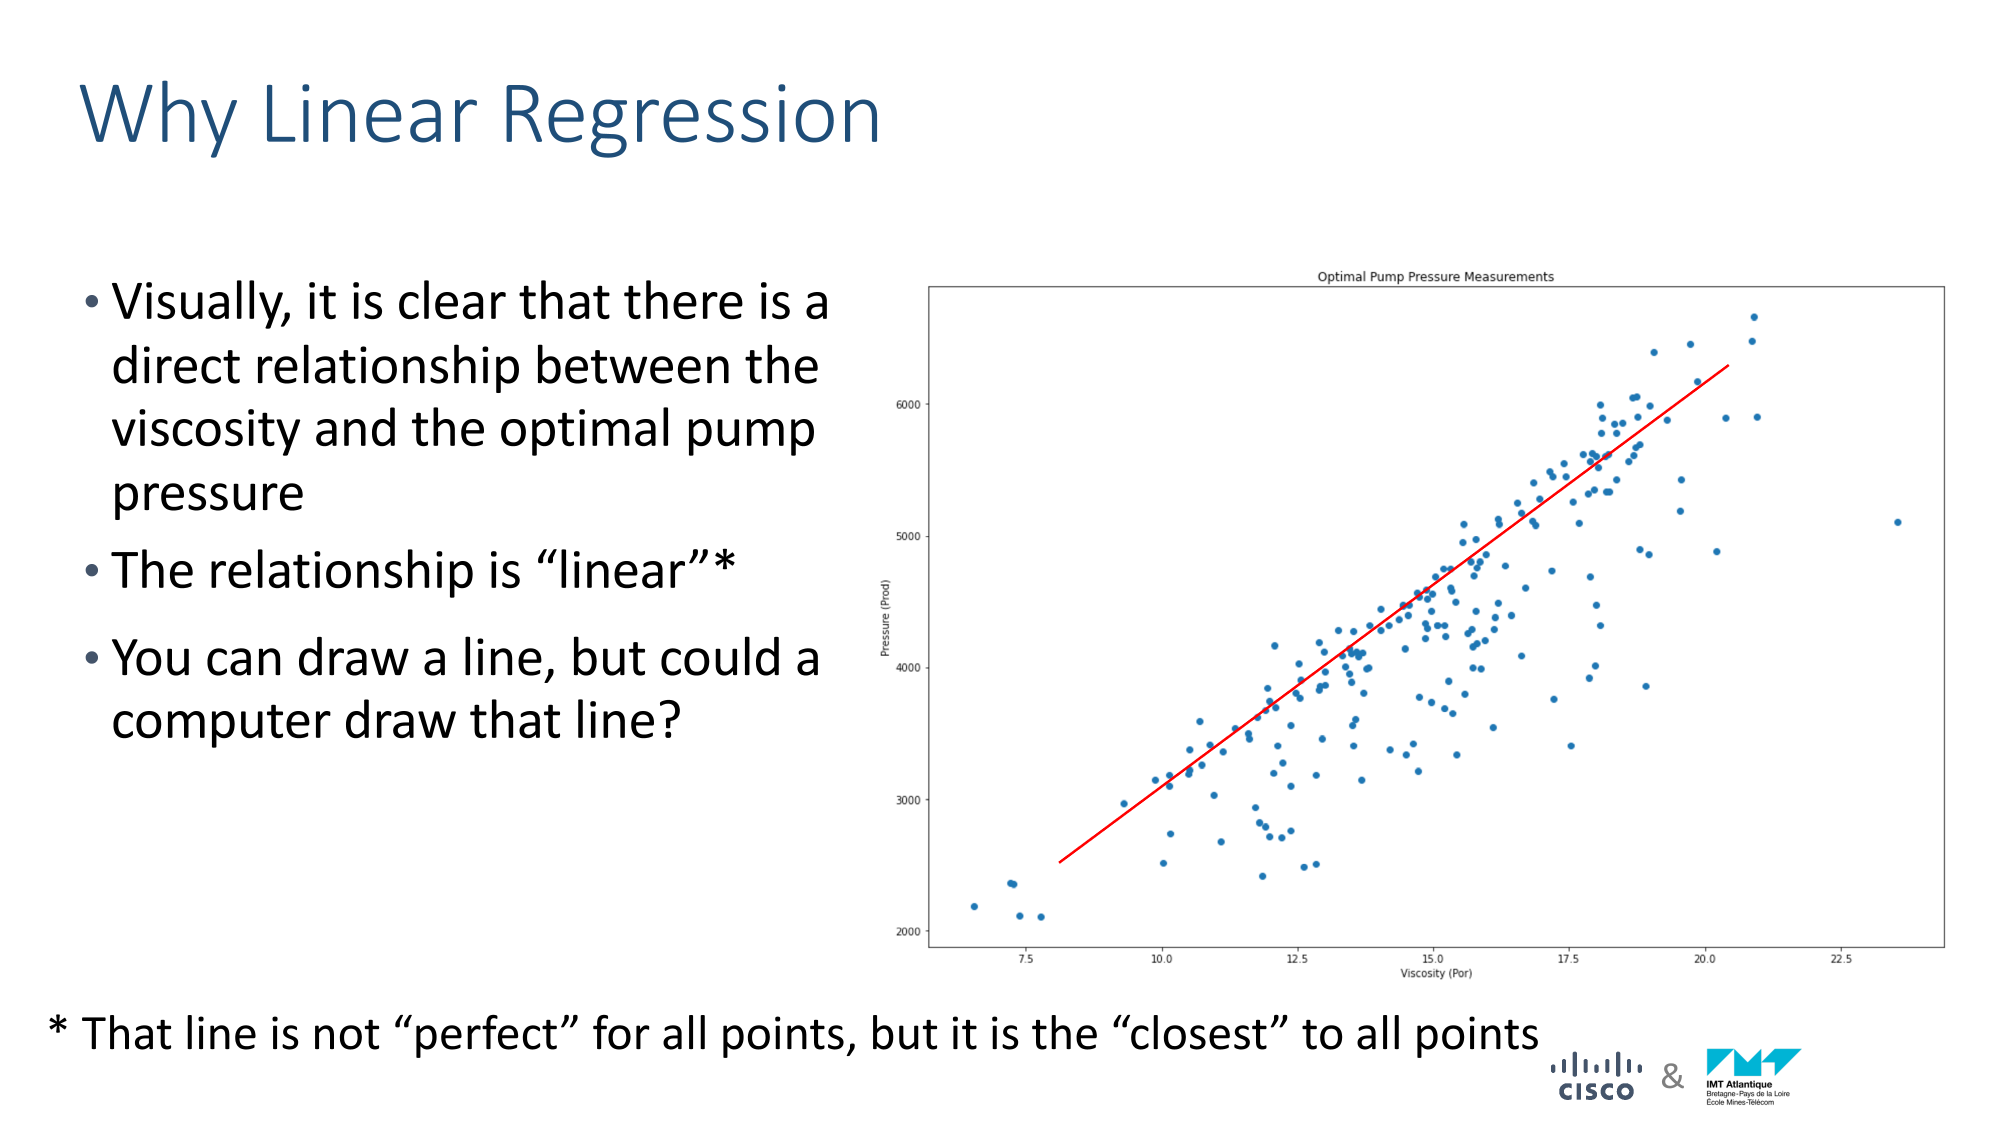 Why Linear Regression
• Visually, it is clear that there is a
direct relationship between the
viscosity and the optimal pump
pressure
• The relationship is “linear”*
• You can draw a line, but could a
computer draw that line?
Optimal Pump Pressure Measurements
Pressure (Prod)
6000
5000
4000
3000
2000
7.5 10.0 12.5 15.0 17.5 20.0 22.5
Viscosity (Por)
* That line is not “perfect” for all points, but it is the “closest” to all points
CISCO & IMT Atlantique
Bretagne-Pays de la Loire
École Mines-Télécom